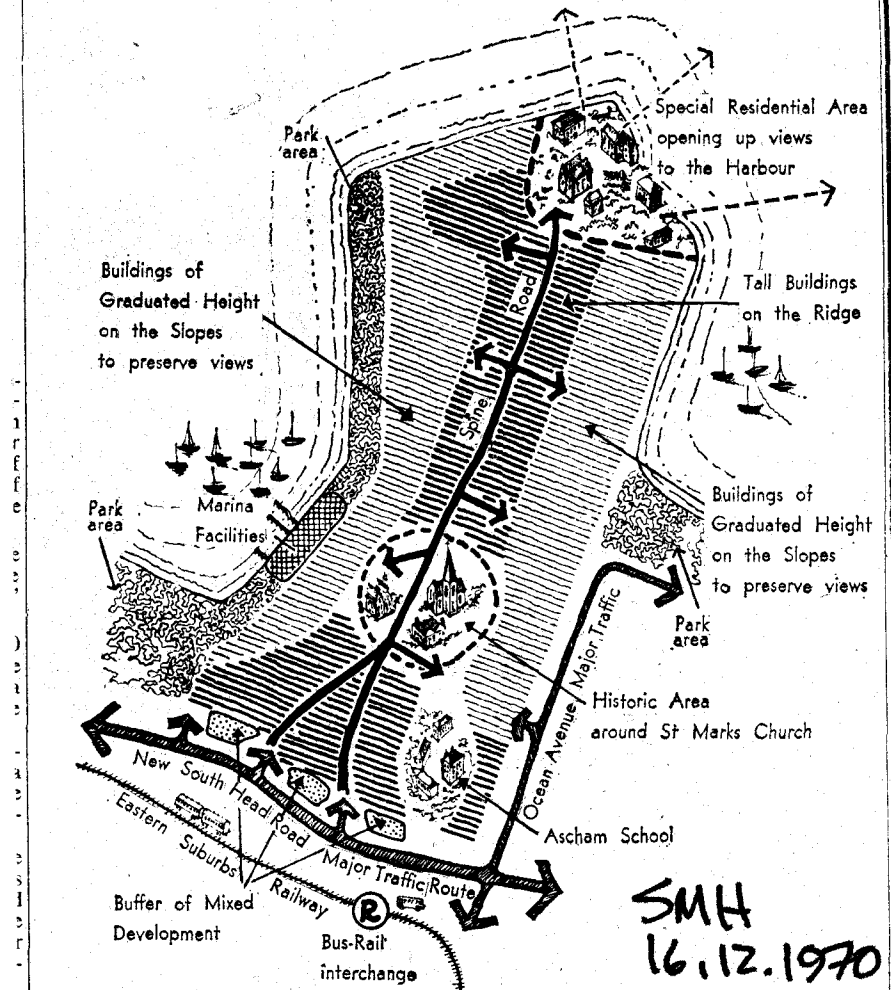 Park
area
Special Residential Area
opening up views
to the Harbour
Buildings of
Graduated Height
on the Slopes
to preserve views
Road
Tall Buildings
on the Ridge
Spine
Park
area
Marina
Facilities
Buildings of
Graduated Height
on the Slopes
to preserve views
Park
area
Ocean Avenue Major Traffic
Historic Area
around St Marks Church
New South Head Road
Major Traffic Route
Eastern Suburbs Railway
Ascham School
Buffer of Mixed
Development
R
Bus-Rail
interchange
SMH
16.12.1970